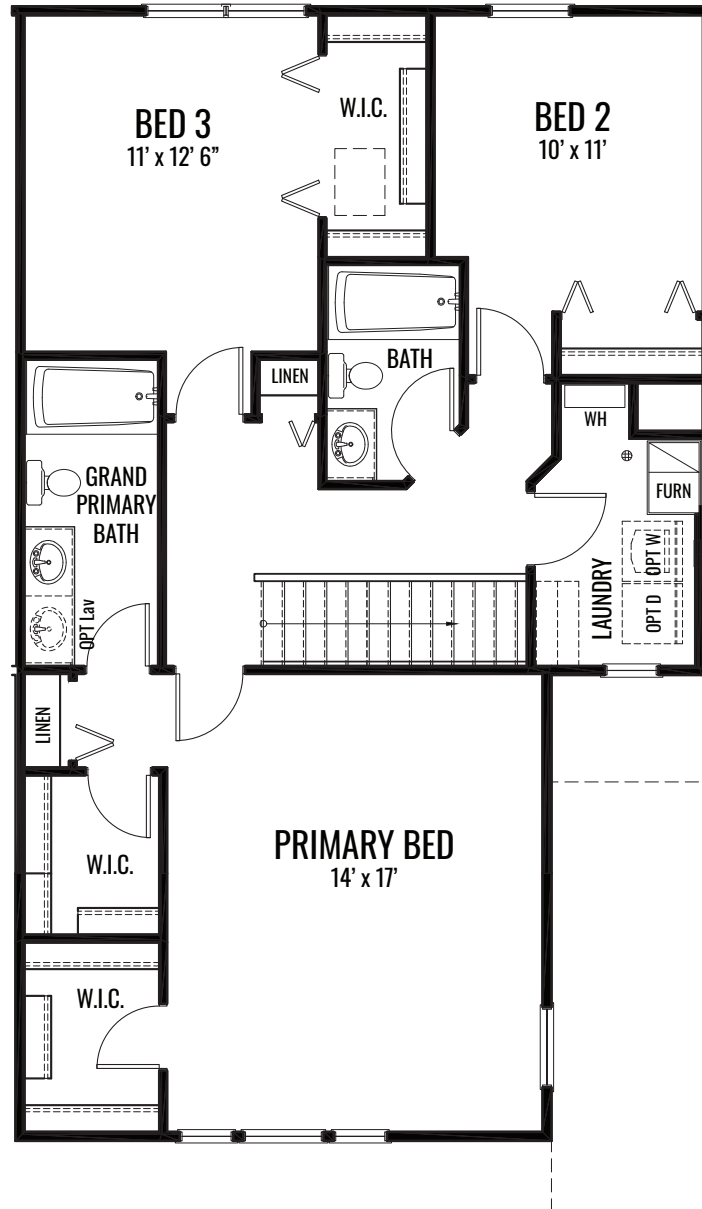 BED 3
11’ x 12’ 6”
W.I.C.
BED 2
10’ x 11’
LINEN
BATH
WH
FURN
GRAND
PRIMARY
BATH
OPT Lav
LAUNDRY
OPT W
OPT D
LINEN
W.I.C.
PRIMARY BED
14’ x 17’
W.I.C.